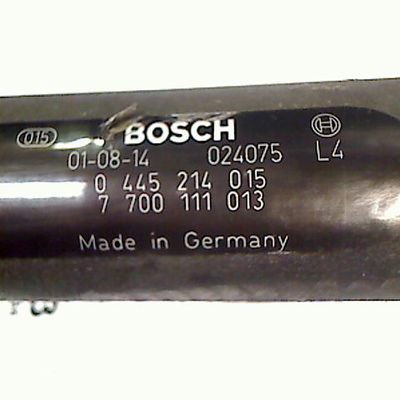 015 BOSCH
01-08-14 024075 L4
0 445 214 015
7 700 111 013
Made in Germany